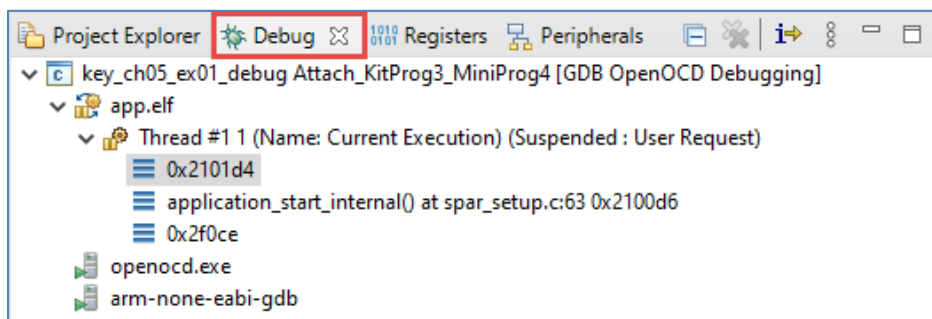 Project Explorer Debug Registers Peripherals
key_ch05_ex01_debug Attach_KitProg3_MiniProg4 [GDB OpenOCD Debugging]
app.elf
Thread #1 1 (Name: Current Execution) (Suspended : User Request)
0x2101d4
application_start_internal() at spar_setup.c:63 0x2100d6
0x2f0ce
openocd.exe
arm-none-eabi-gdb